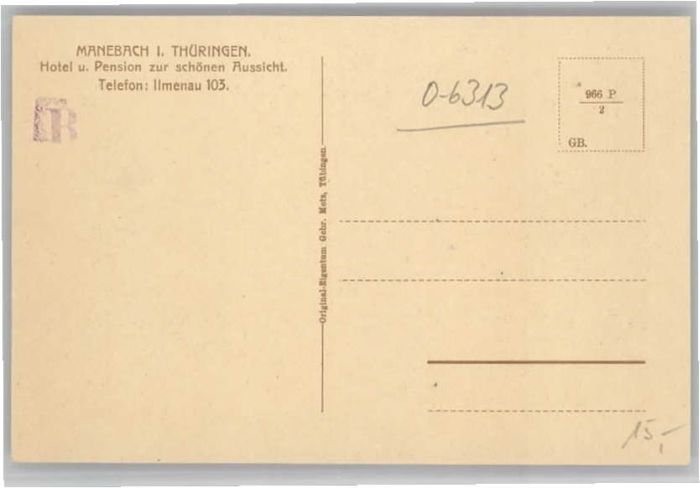 MANEBACH I. THÜRINGEN.
Hotel u. Pension zur schönen Aussicht.
Telefon: Ilmenau 103.
0-6313
966 P
2
GB.
Original-Eigentum Gebr. Metz, Tübingen
15,-